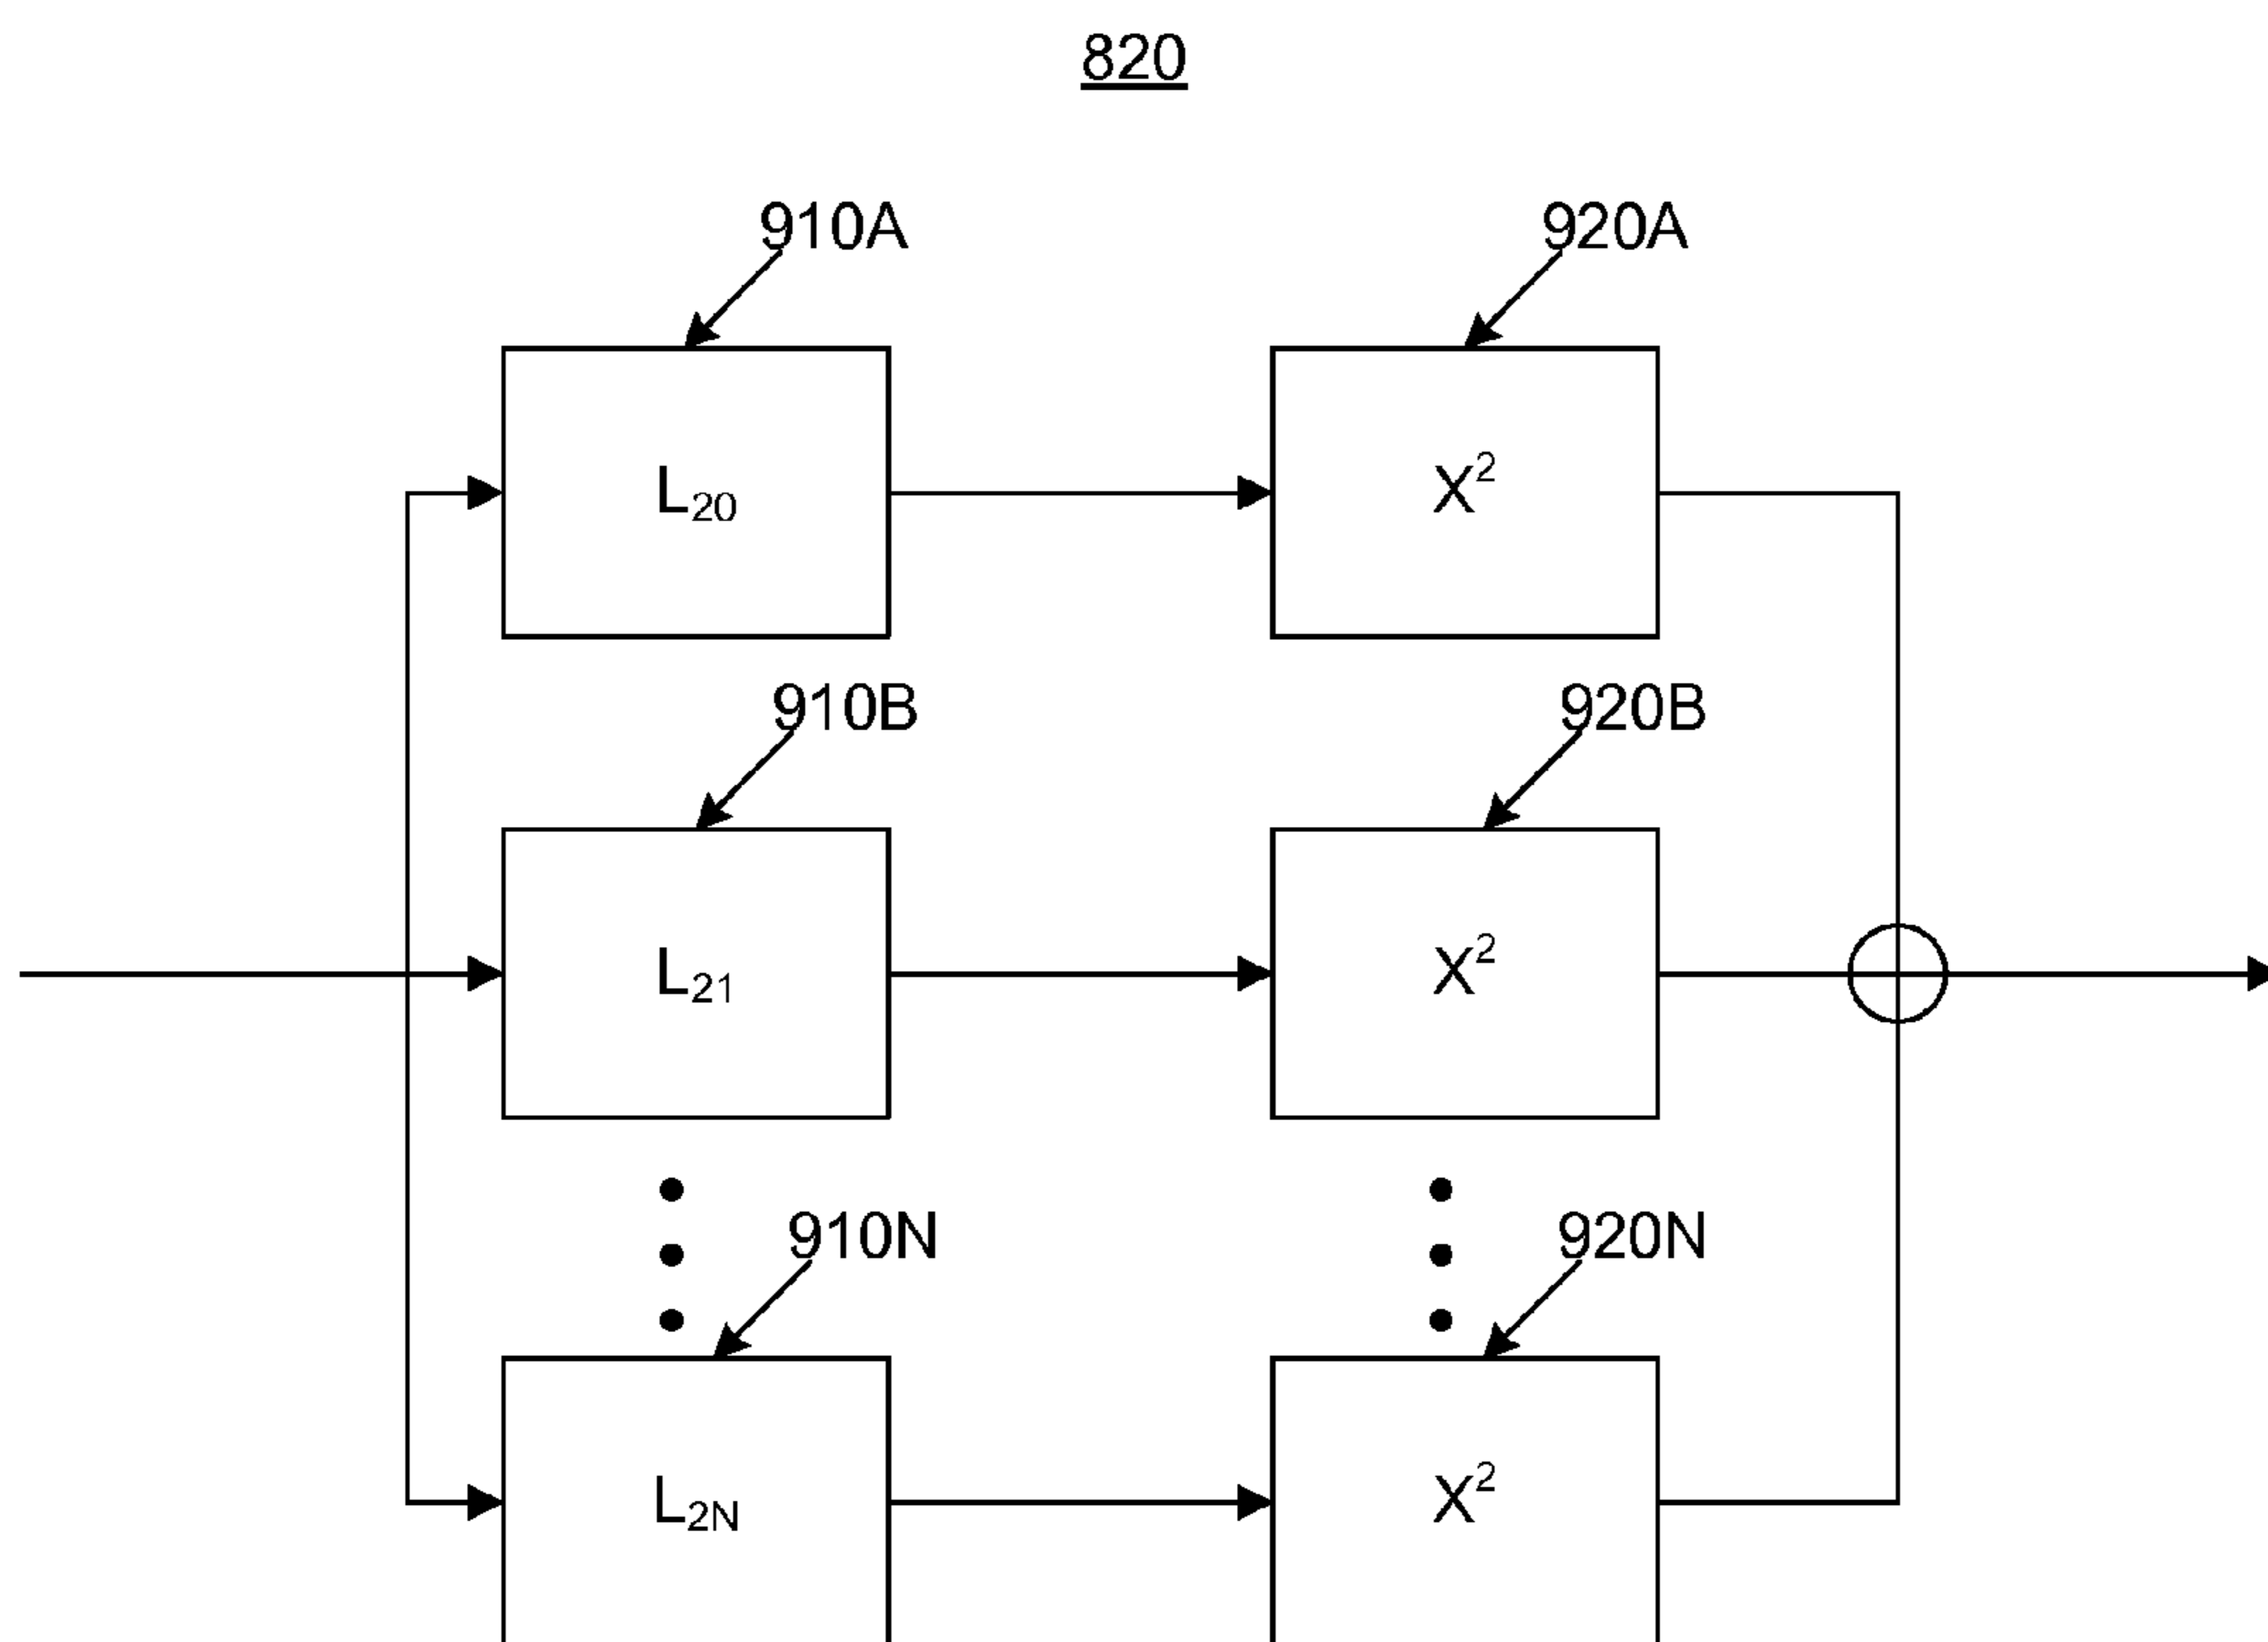 820
910A
920A
L₂₀
X²
910B
920B
L₂₁
X²
910N
920N
L₂N
X²